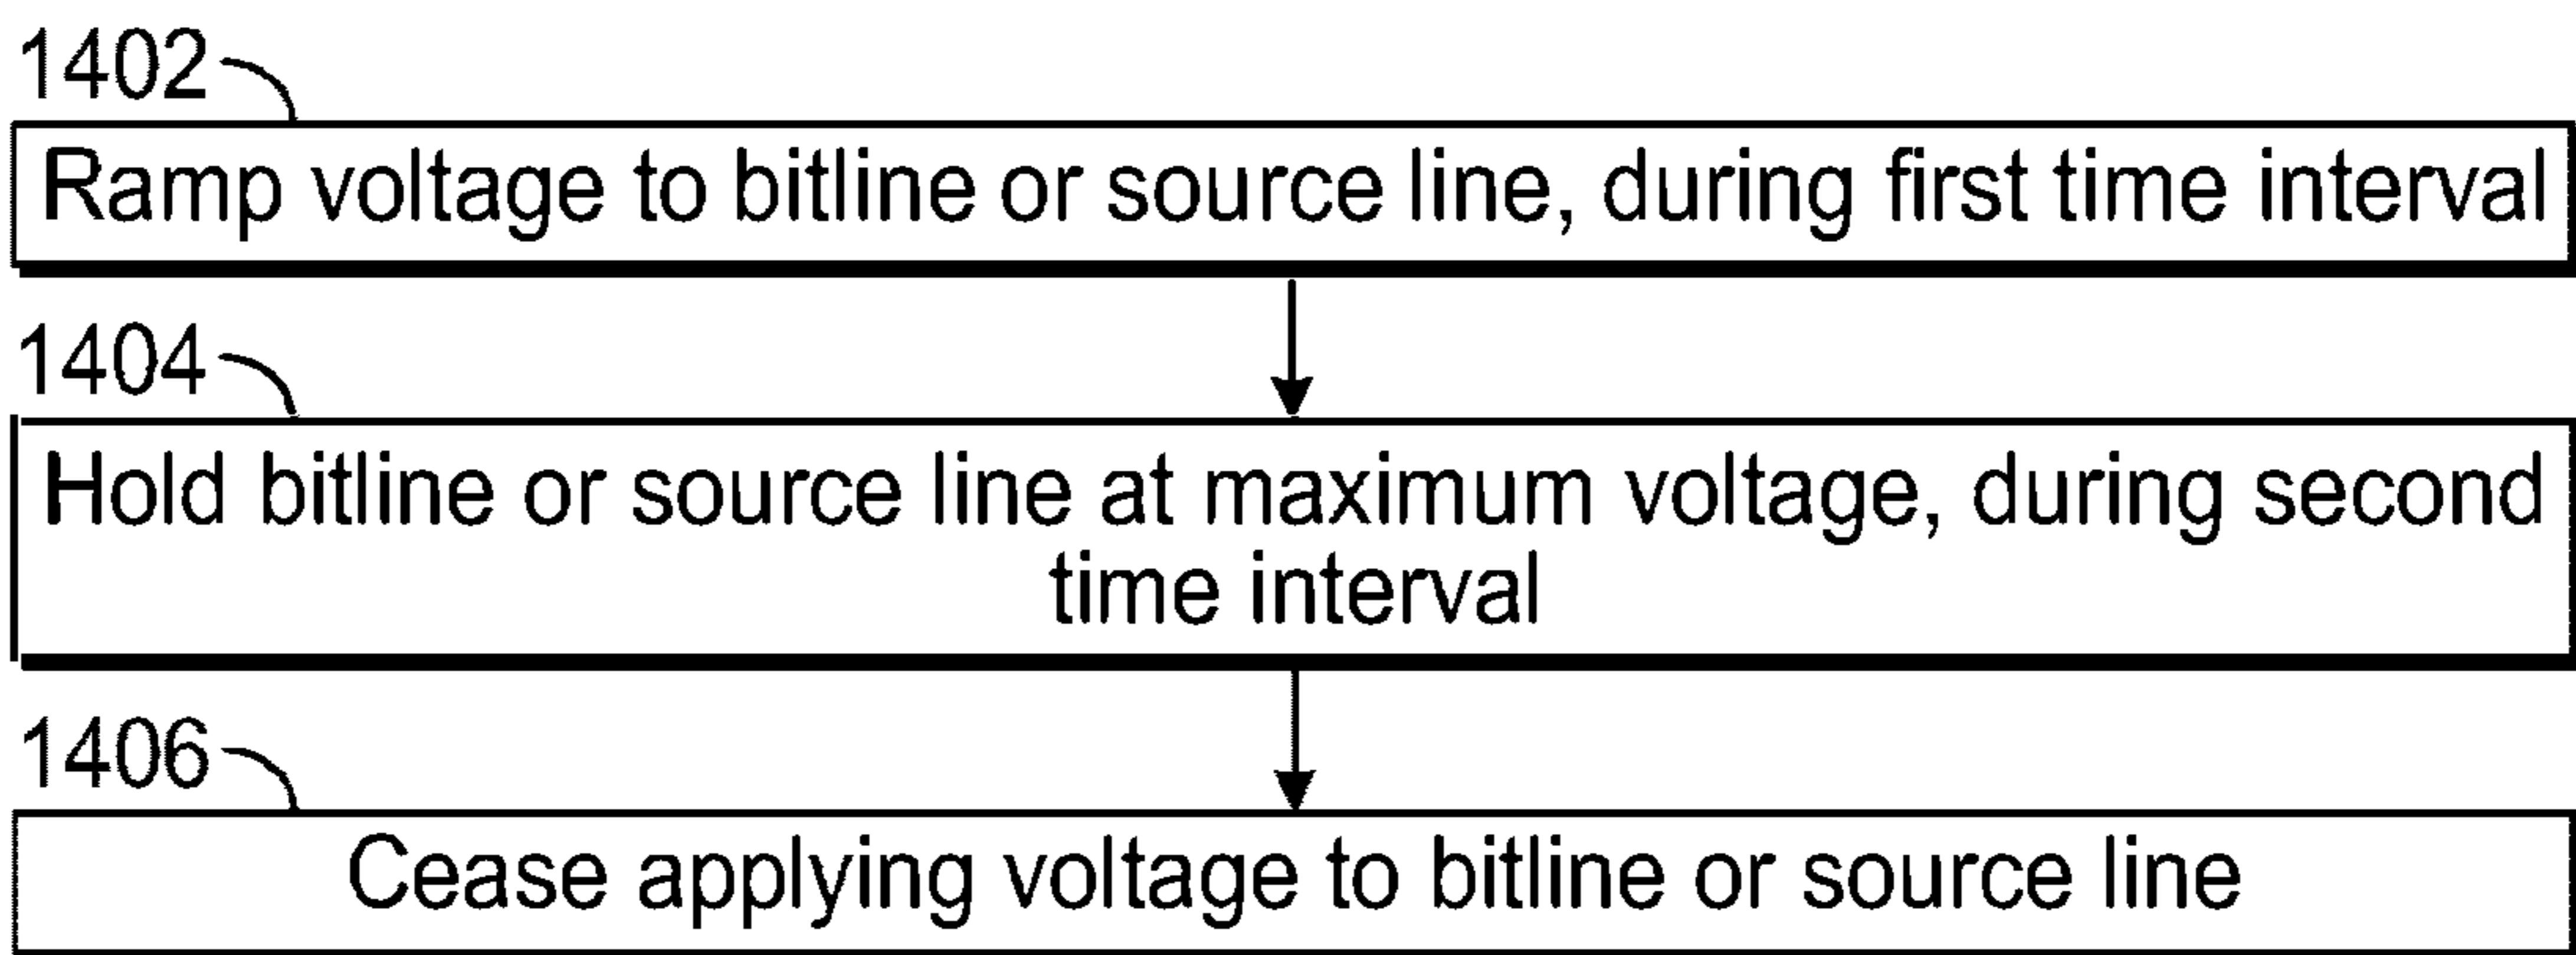 1402
Ramp voltage to bitline or source line, during first time interval
1404
Hold bitline or source line at maximum voltage, during second
time interval
1406
Cease applying voltage to bitline or source line